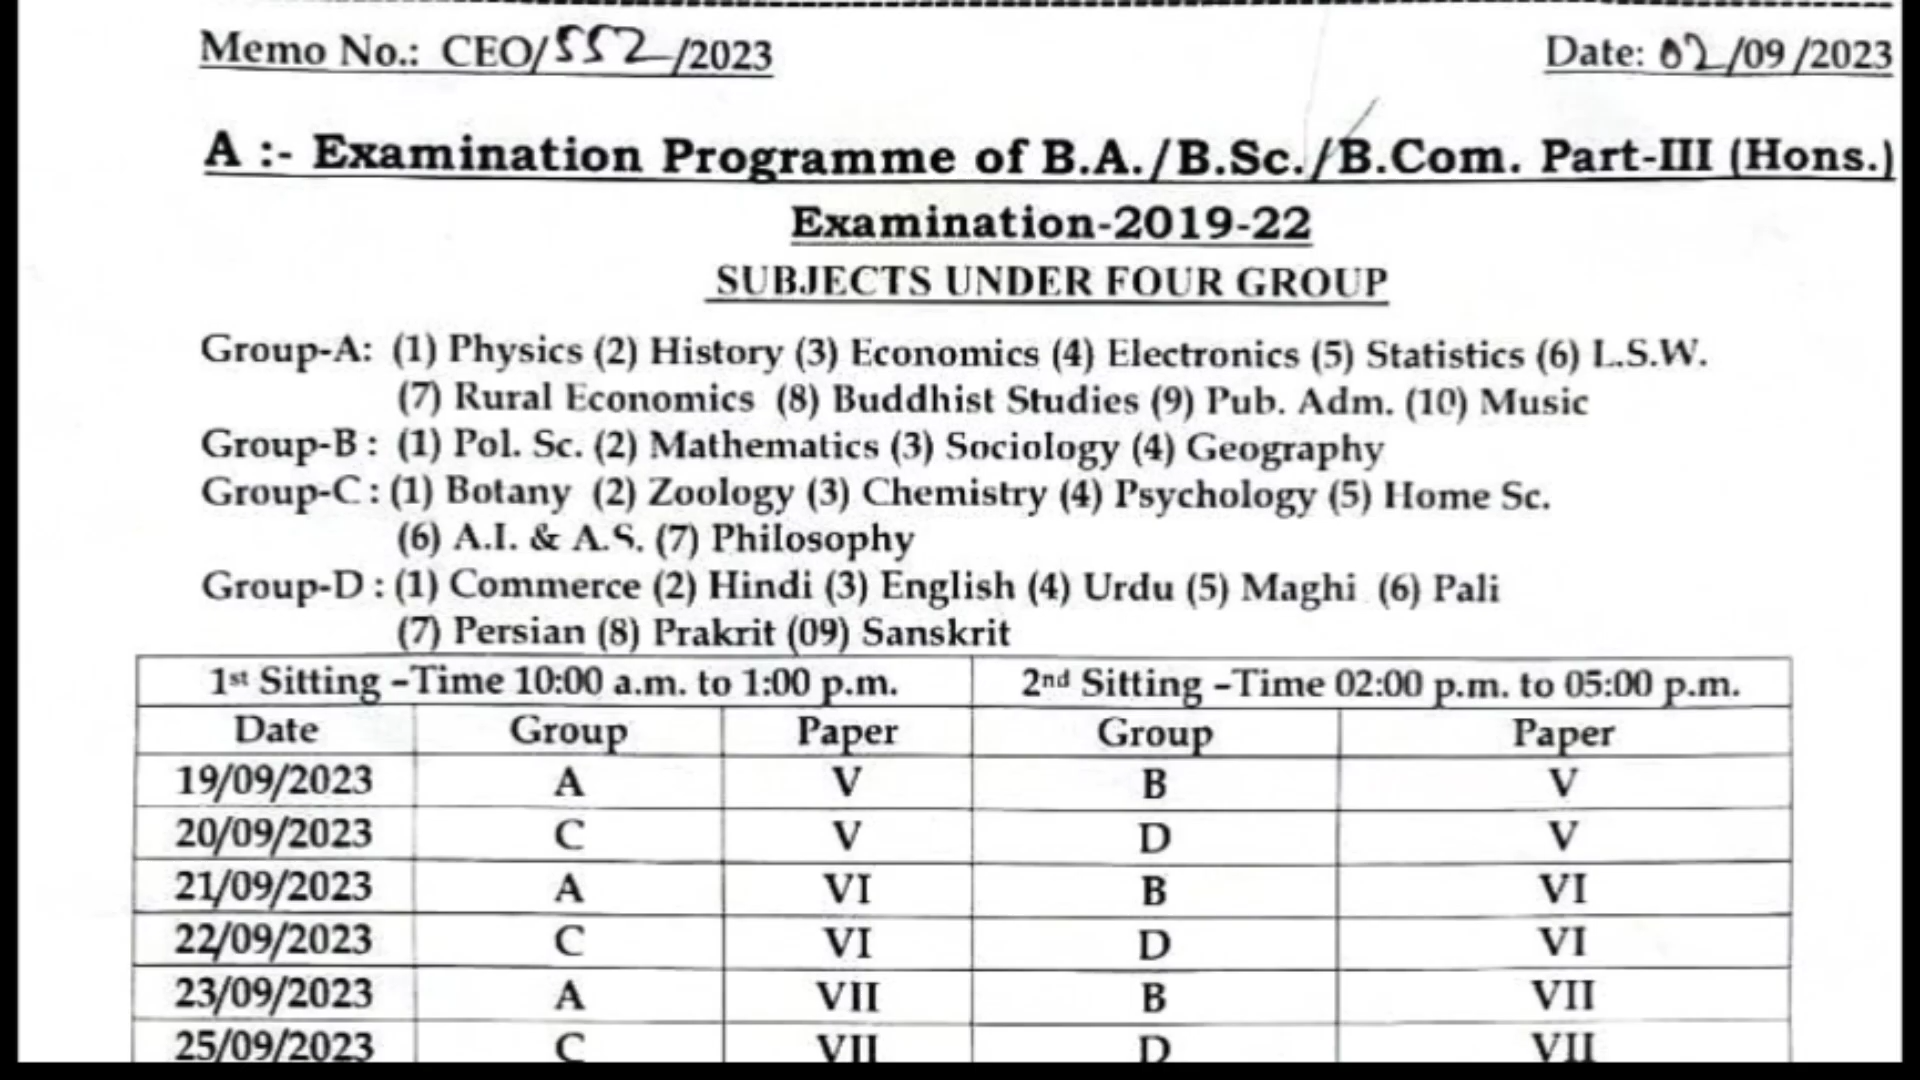 Memo No.: CEO/552/2023 Date: 02/09/2023
A :- Examination Programme of B.A./B.Sc./B.Com. Part-III (Hons.)
Examination-2019-22
SUBJECTS UNDER FOUR GROUP
Group-A: (1) Physics (2) History (3) Economics (4) Electronics (5) Statistics (6) L.S.W.
(7) Rural Economics (8) Buddhist Studies (9) Pub. Adm. (10) Music
Group-B : (1) Pol. Sc. (2) Mathematics (3) Sociology (4) Geography
Group-C : (1) Botany (2) Zoology (3) Chemistry (4) Psychology (5) Home Sc.
(6) A.I. & A.S. (7) Philosophy
Group-D : (1) Commerce (2) Hindi (3) English (4) Urdu (5) Maghi (6) Pali
(7) Persian (8) Prakrit (09) Sanskrit
1st Sitting –Time 10:00 a.m. to 1:00 p.m. 2nd Sitting –Time 02:00 p.m. to 05:00 p.m.
Date Group Paper Group Paper
19/09/2023 A V B V
20/09/2023 C V D V
21/09/2023 A VI B VI
22/09/2023 C VI D VI
23/09/2023 A VII B VII
25/09/2023 C VII D VII